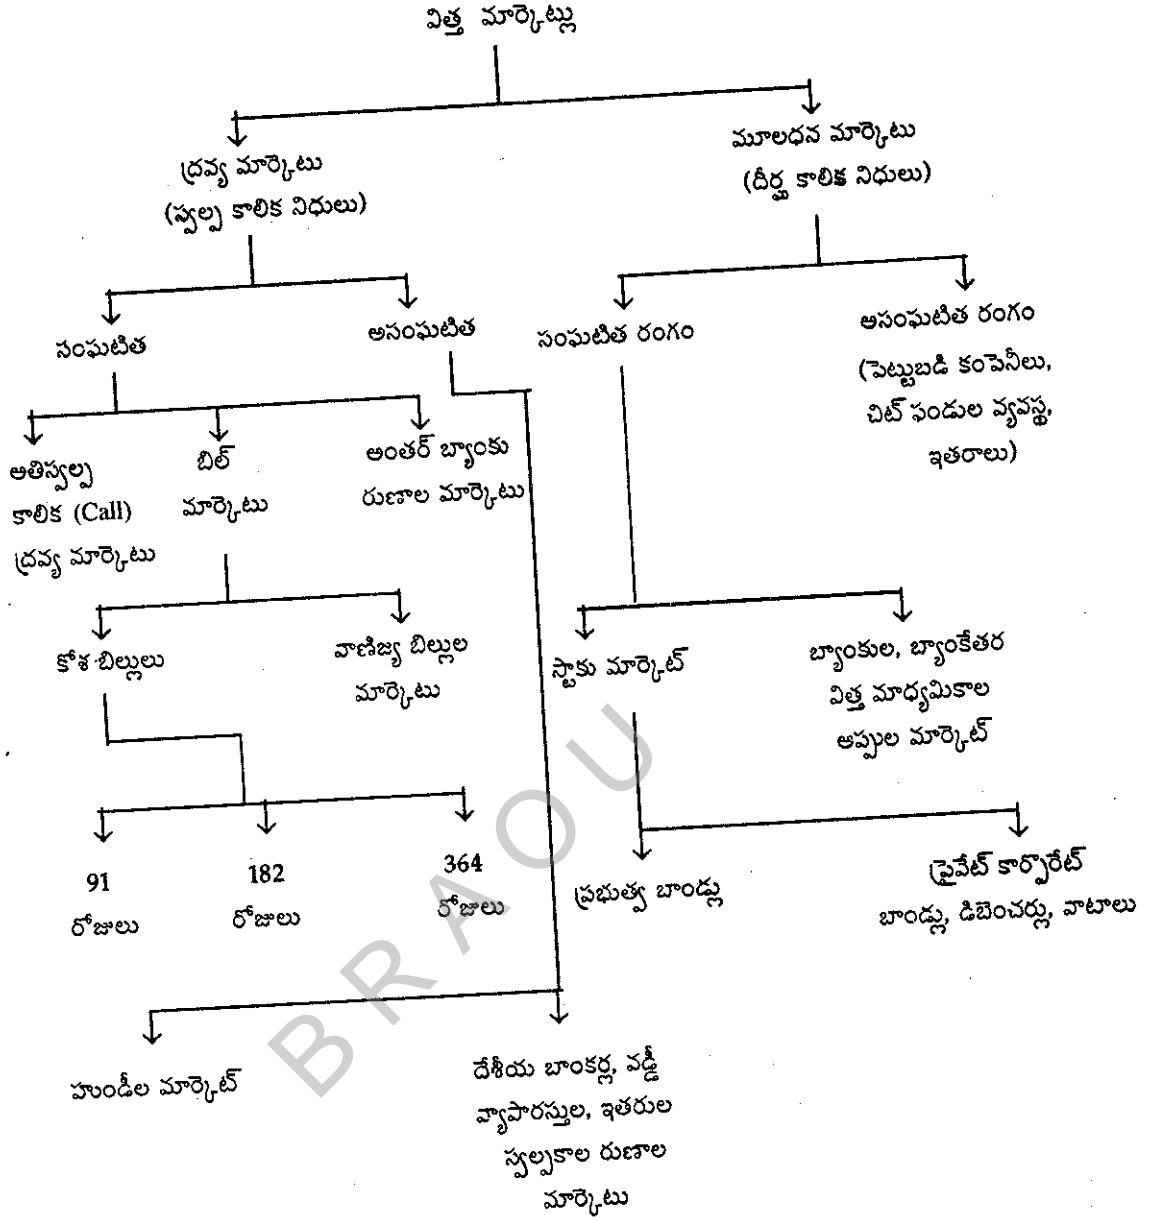 విత్త మార్కెట్లు
ద్రవ్య మార్కెటు
(స్వల్ప కాలిక నిధులు)
మూలధన మార్కెటు
(దీర్ఘ కాలిక నిధులు)
సంఘటిత
అసంఘటిత
సంఘటిత రంగం
అసంఘటిత రంగం
(పెట్టుబడి కంపెనీలు,
చిట్ ఫండుల వ్యవస్థ,
ఇతరాలు)
అతిస్వల్ప
కాలిక (Call)
ద్రవ్య మార్కెటు
బిల్
మార్కెటు
అంతర్ బ్యాంకు
రుణాల మార్కెటు
కోశ బిల్లులు
వాణిజ్య బిల్లుల
మార్కెటు
స్టాకు మార్కెట్
బ్యాంకుల, బ్యాంకేతర
విత్త మాధ్యమికాల
అప్పుల మార్కెట్
91
రోజులు
182
రోజులు
364
రోజులు
ప్రభుత్వ బాండ్లు
ప్రైవేట్ కార్పొరేట్
బాండ్లు, డిబెంచర్లు, వాటాలు
హుండీల మార్కెట్
దేశీయ బాంకర్ల, వడ్డీ
వ్యాపారస్తుల, ఇతరుల
స్వల్పకాల రుణాల
మార్కెటు
BRAOU